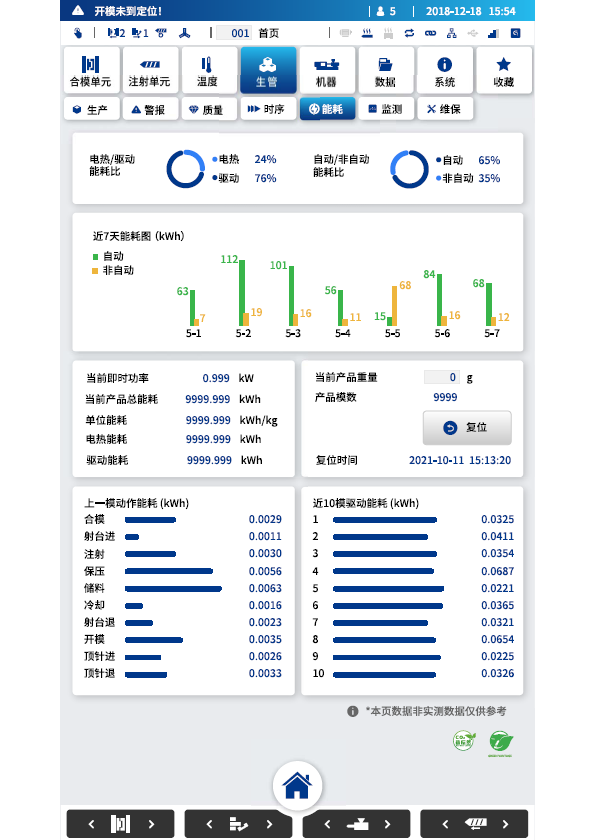 开模未到定位！ 5 2018-12-18 15:54
2 1 001 首页
合模单元 注射单元 温度 生管 机器 数据 系统 收藏
生产 警报 质量 时序 能耗 监测 维保
电热/驱动 能耗比 电热 24% 驱动 76%
自动/非自动 能耗比 自动 65% 非自动 35%
近7天能耗图 (kWh)
自动
非自动
63 7 112 19 101 16 56 11 15 68 84 16 68 12
5-1 5-2 5-3 5-4 5-5 5-6 5-7
当前即时功率 0.999 kW
当前产品总能耗 9999.999 kWh
单位能耗 9999.999 kWh/kg
电热能耗 9999.999 kWh
驱动能耗 9999.999 kWh
当前产品重量 0 g
产品模数 9999
复位
复位时间 2021-10-11 15:13:20
上一模动作能耗 (kWh)
合模 0.0029
射台进 0.0011
注射 0.0030
保压 0.0056
储料 0.0063
冷却 0.0016
射台退 0.0023
开模 0.0035
顶针进 0.0026
顶针退 0.0033
近10模驱动能耗 (kWh)
1 0.0325
2 0.0411
3 0.0354
4 0.0687
5 0.0221
6 0.0365
7 0.0321
8 0.0654
9 0.0225
10 0.0326
*本页数据非实测数据仅供参考